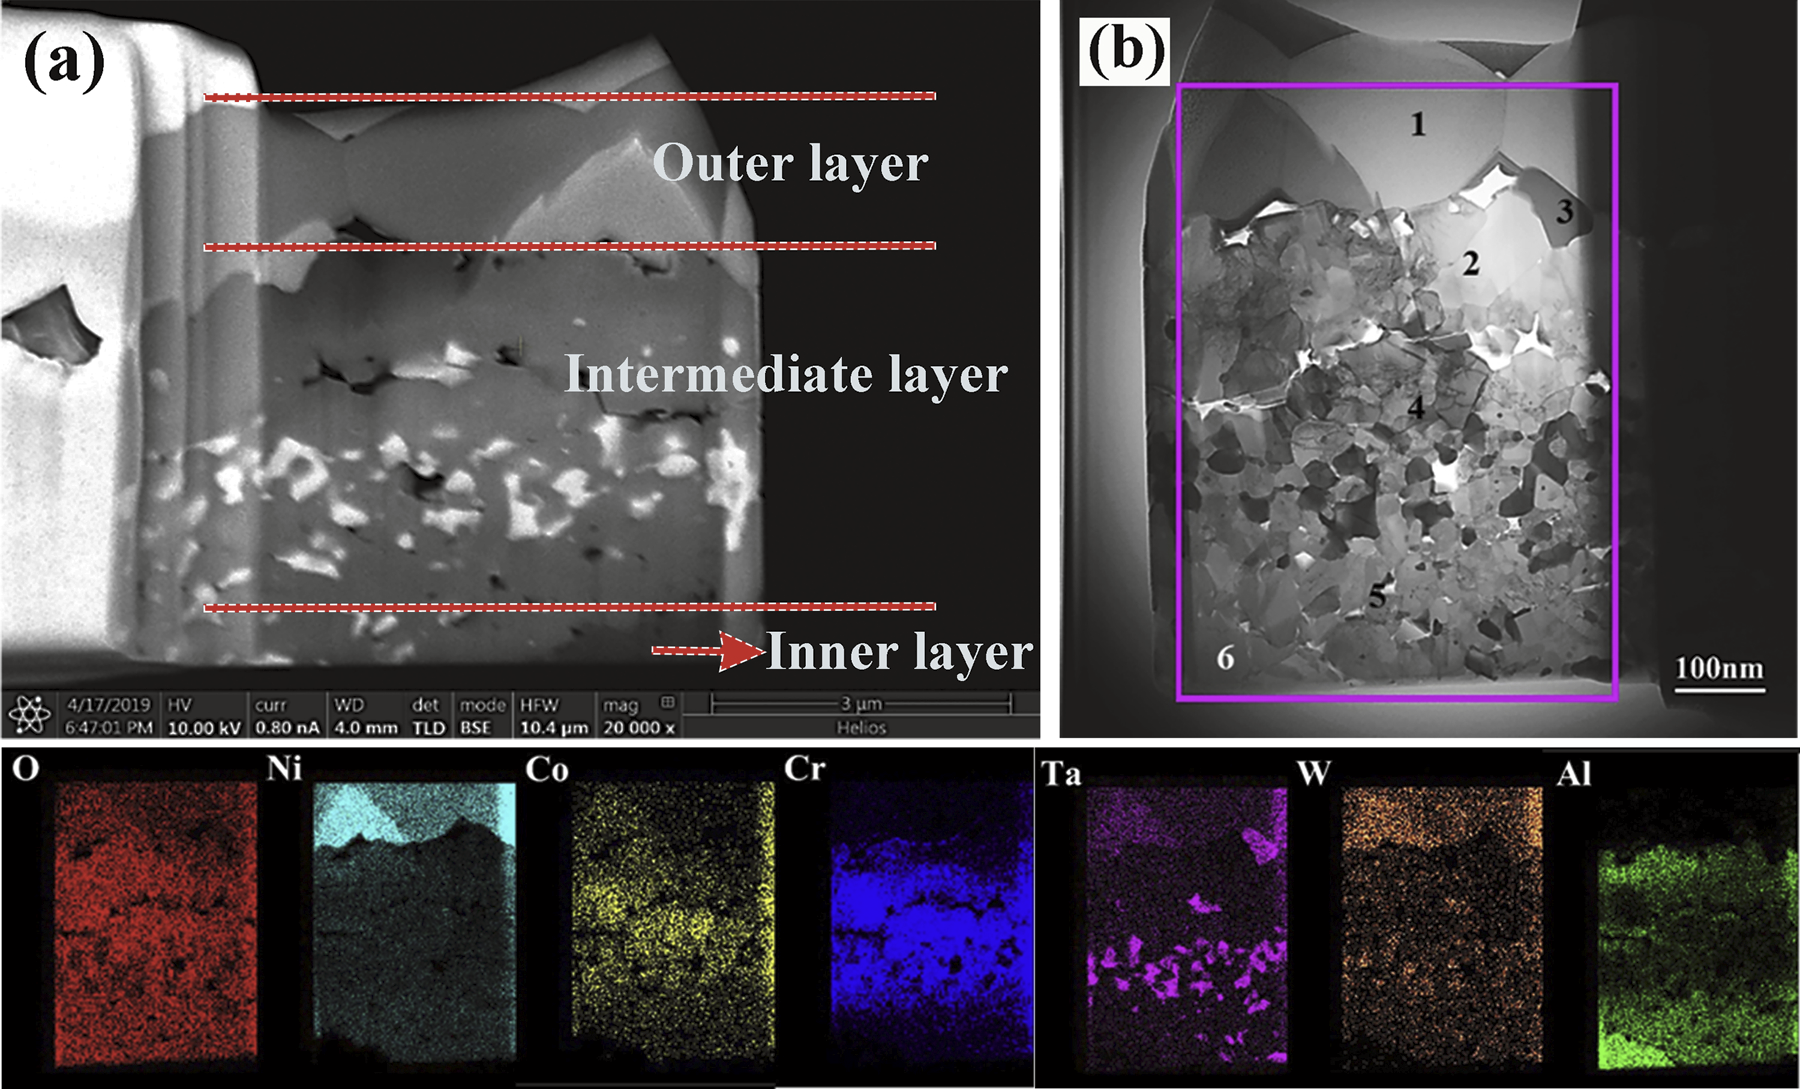 (a)
Outer layer
Intermediate layer
Inner layer
4/17/2019 HV curr WD det mode HFW mag 3 µm
6:47:01 PM 10.00 kV 0.80 nA 4.0 mm TLD BSE 10.4 µm 20 000 x Helios
(b)
1
3
2
4
5
6
100nm
O Ni Co Cr Ta W Al